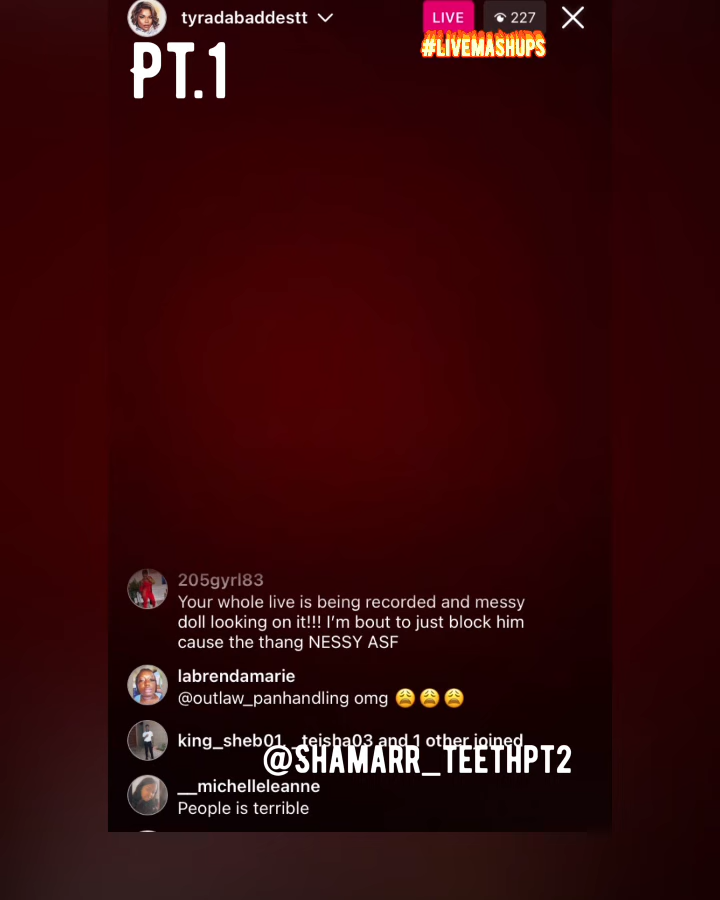 tyradabaddestt
LIVE
227
#LIVEMASHUPS
PT.1
205gyrl83
Your whole live is being recorded and messy
doll looking on it!!! I'm bout to just block him
cause the thang NESSY ASF
labrendamarie
@outlaw_panhandling omg 😩😩😩
king_sheb01, _teisha03 and 1 other joined
@SHAMARR_TEETHPT2
__michelleleanne
People is terrible